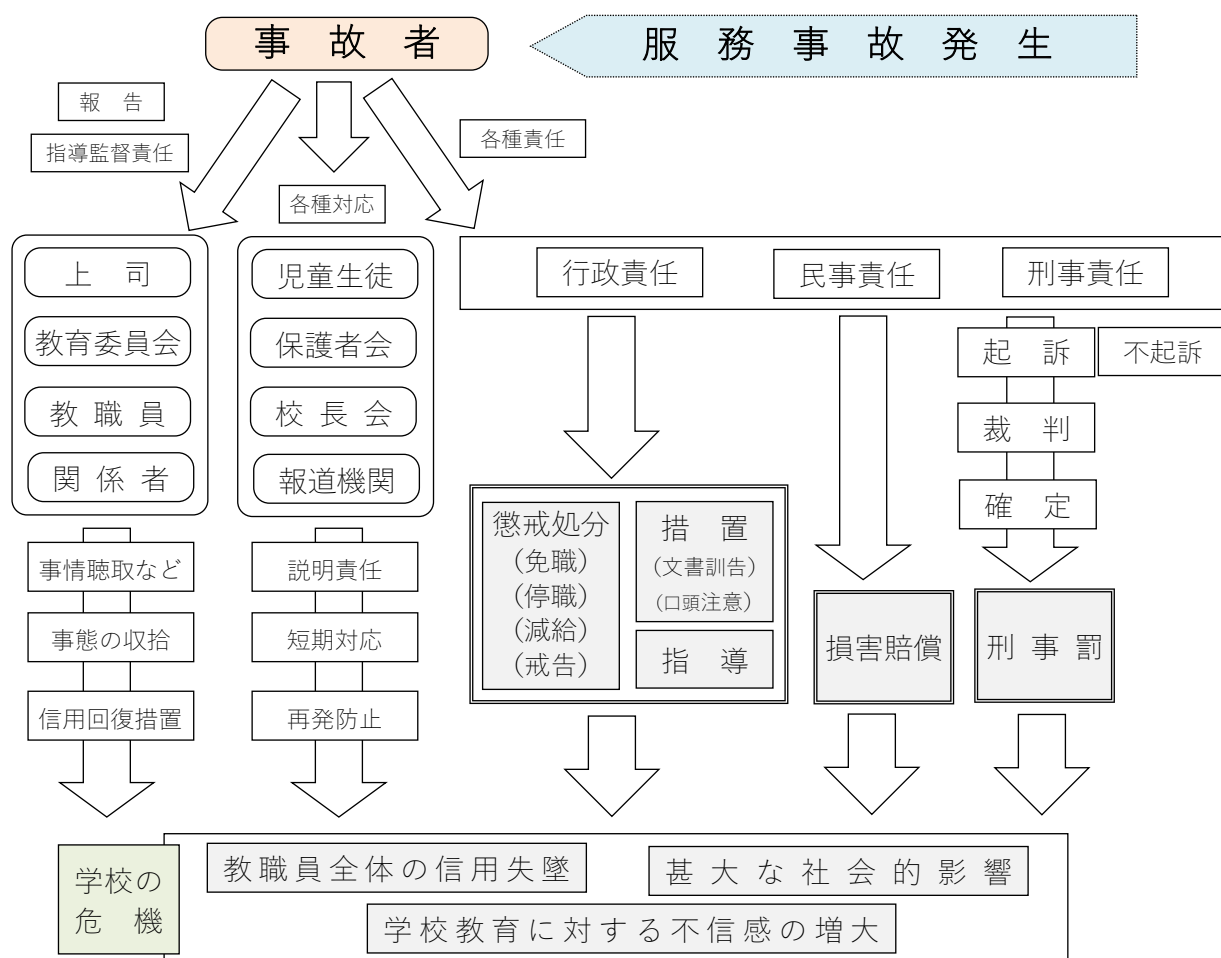 事故者
服務事故発生
報告
指導監督責任
各種対応
各種責任
上司
教育委員会
教職員
関係者
事情聴取など
事態の収拾
信用回復措置
児童生徒
保護者会
校長会
報道機関
説明責任
短期対応
再発防止
行政責任
民事責任
刑事責任
起訴
不起訴
裁判
確定
懲戒処分
(免職)
(停職)
(減給)
(戒告)
措置
(文書訓告)
(口頭注意)
指導
損害賠償
刑事罰
学校の
危機
教職員全体の信用失墜
甚大な社会的影響
学校教育に対する不信感の増大